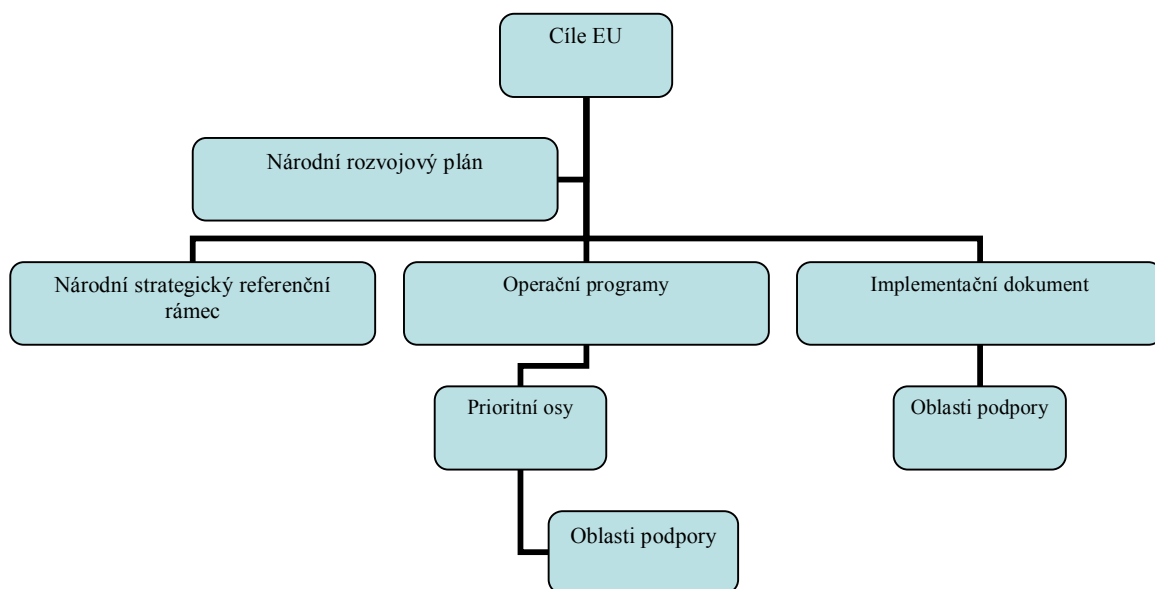 Cíle EU
Národní rozvojový plán
Národní strategický referenční
rámec
Operační programy
Implementační dokument
Prioritní osy
Oblasti podpory
Oblasti podpory